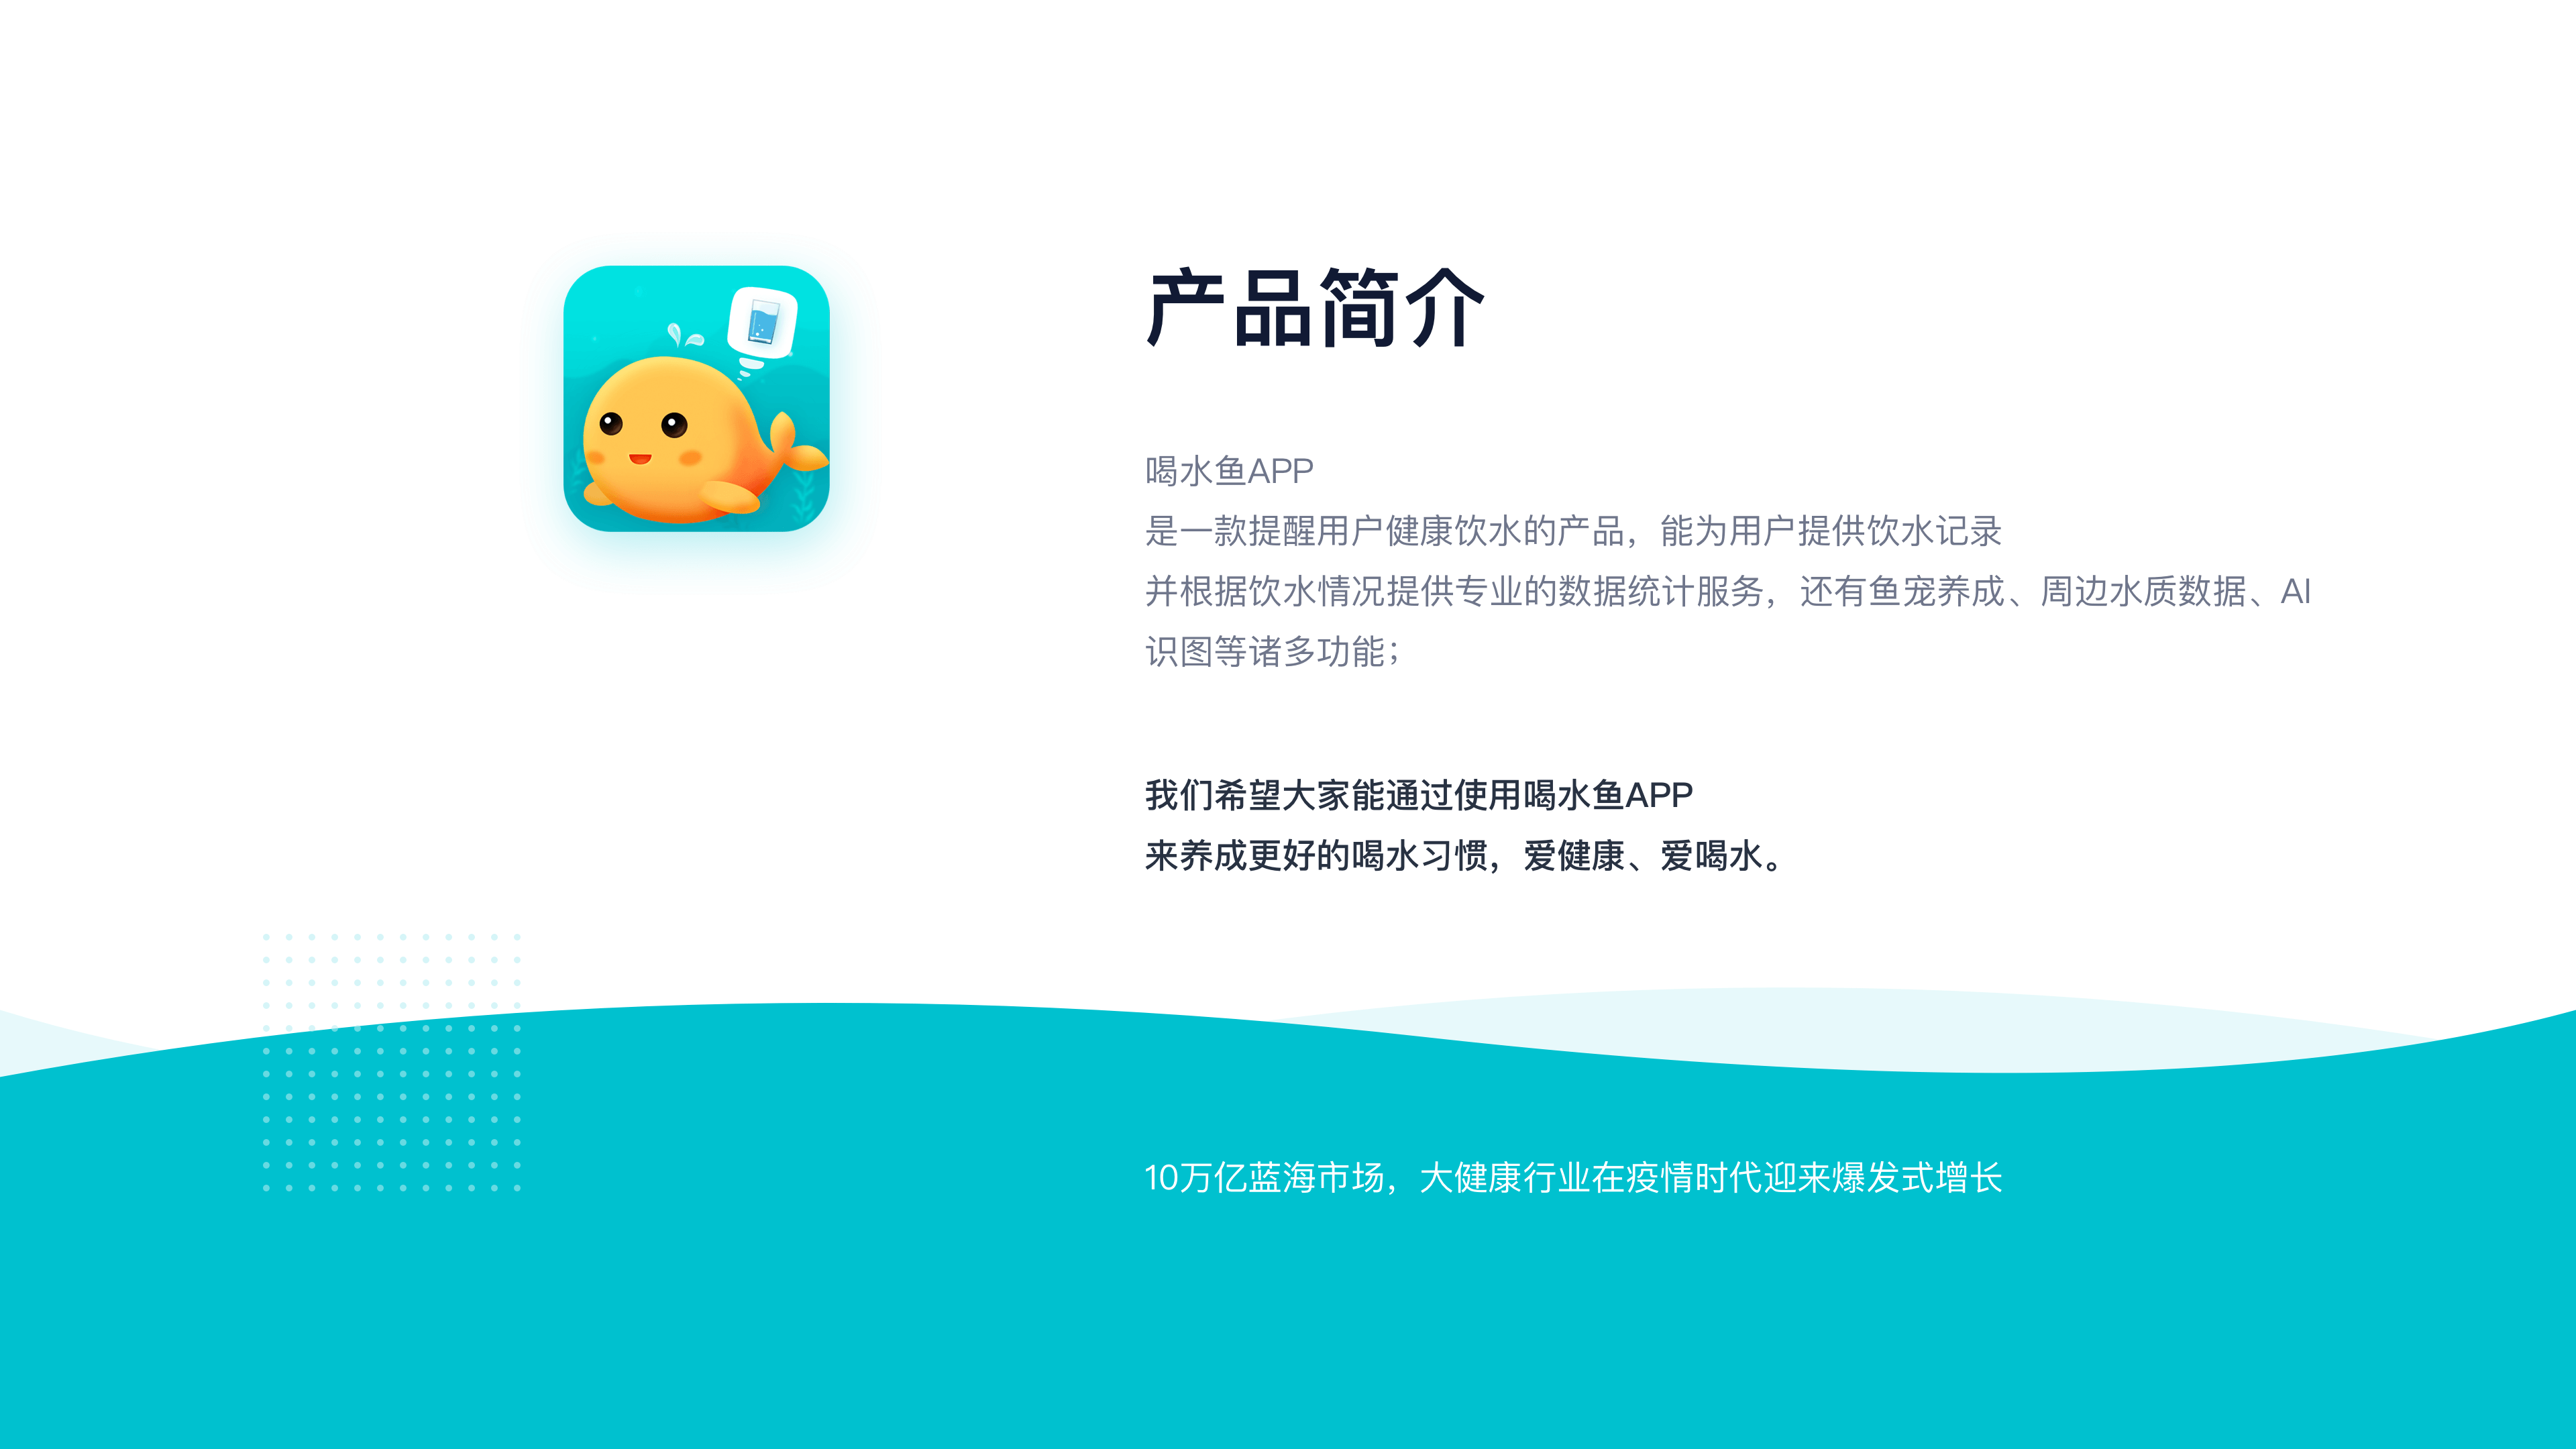 产品简介
喝水鱼APP
是一款提醒用户健康饮水的产品，能为用户提供饮水记录
并根据饮水情况提供专业的数据统计服务，还有鱼宠养成、周边水质数据、AI
识图等诸多功能；
我们希望大家能通过使用喝水鱼APP
来养成更好的喝水习惯，爱健康、爱喝水。
10万亿蓝海市场，大健康行业在疫情时代迎来爆发式增长